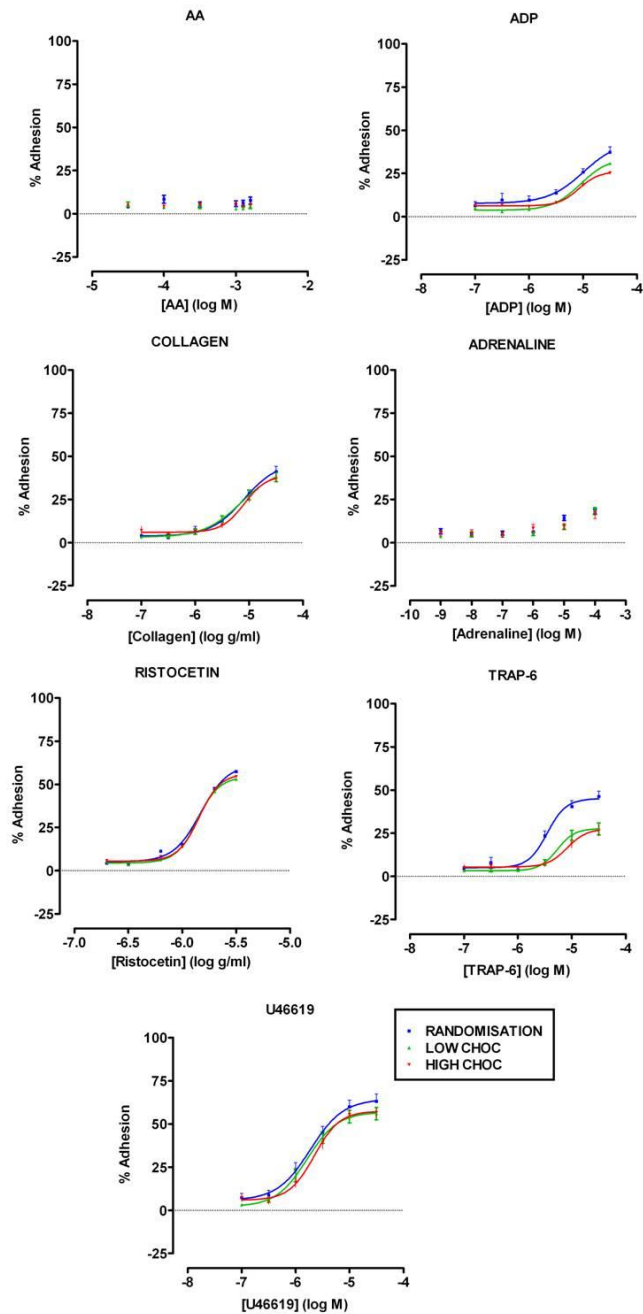 AA
100
75
50
25
0
-25
% Adhesion
-5 -4 -3 -2
[AA] (log M)
ADP
100
75
50
25
0
-25
% Adhesion
-8 -7 -6 -5 -4
[ADP] (log M)
COLLAGEN
100
75
50
25
0
-25
% Adhesion
-8 -7 -6 -5 -4 -3
[Collagen] (log g/ml)
ADRENALINE
100
75
50
25
0
-25
% Adhesion
-10 -9 -8 -7 -6 -5 -4 -3
[Adrenaline] (log M)
RISTOCETIN
100
75
50
25
0
-25
% Adhesion
-7.0 -6.5 -6.0 -5.5 -5.0
[Ristocetin] (log g/ml)
TRAP-6
100
75
50
25
0
-25
% Adhesion
-8 -7 -6 -5 -4
[TRAP-6] (log M)
U46619
100
75
50
25
0
-25
% Adhesion
-8 -7 -6 -5 -4
[U46619] (log M)
RANDOMISATION
LOW CHOC
HIGH CHOC